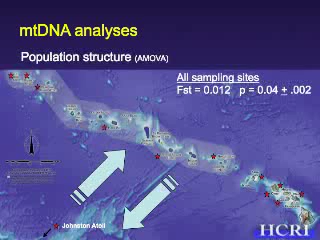 mtDNA analyses
Population structure (AMOVA)
All sampling sites
Fst = 0.012 p = 0.04 ± .002
Johnston Atoll
HCRI